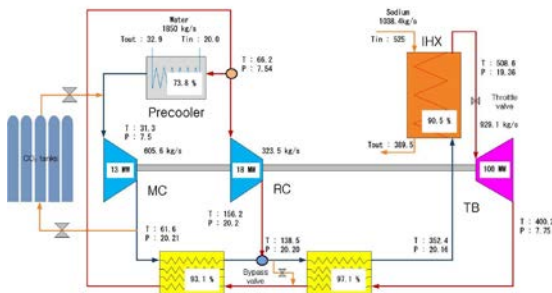 Water
1850 kg/s
Tout : 32.9
Tin : 20.0
73.8 %
Precooler
T : 66.2
P : 7.54
Sodium
1038.4kg/s
Tin : 525
IHX
90.5 %
Tout : 389.5
T : 508.6
P : 19.36
Throttle
valve
929.1 kg/s
CO₂ tanks
T : 31.3
P : 7.5
605.6 kg/s
323.5 kg/s
13 MW
MC
18 MW
RC
100 MW
TB
T : 61.6
P : 20.21
T : 156.2
P : 20.2
T : 138.5
P : 20.20
Bypass
valve
T : 352.4
P : 20.16
T : 400.2
P : 7.75
93.1 %
97.1 %